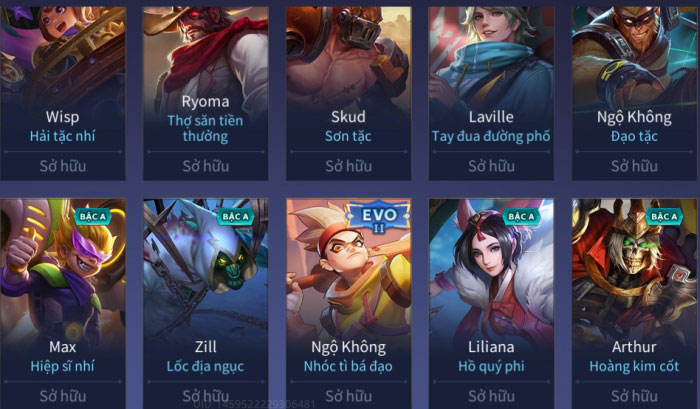 Wisp
Hải tặc nhí
Sở hữu
Ryoma
Thợ săn tiền
thưởng
Sở hữu
Skud
Sơn tặc
Sở hữu
Laville
Tay đua đường phố
Sở hữu
Ngộ Không
Đạo tặc
Sở hữu
BẬC A
Max
Hiệp sĩ nhí
Sở hữu
BẬC A
Zill
Lốc địa ngục
Sở hữu
EVO
II
Ngộ Không
Nhóc tì bá đạo
Sở hữu
BẬC A
Liliana
Hồ quý phi
Sở hữu
BẬC A
Arthur
Hoàng kim cốt
Sở hữu
UID: 1459522229306481